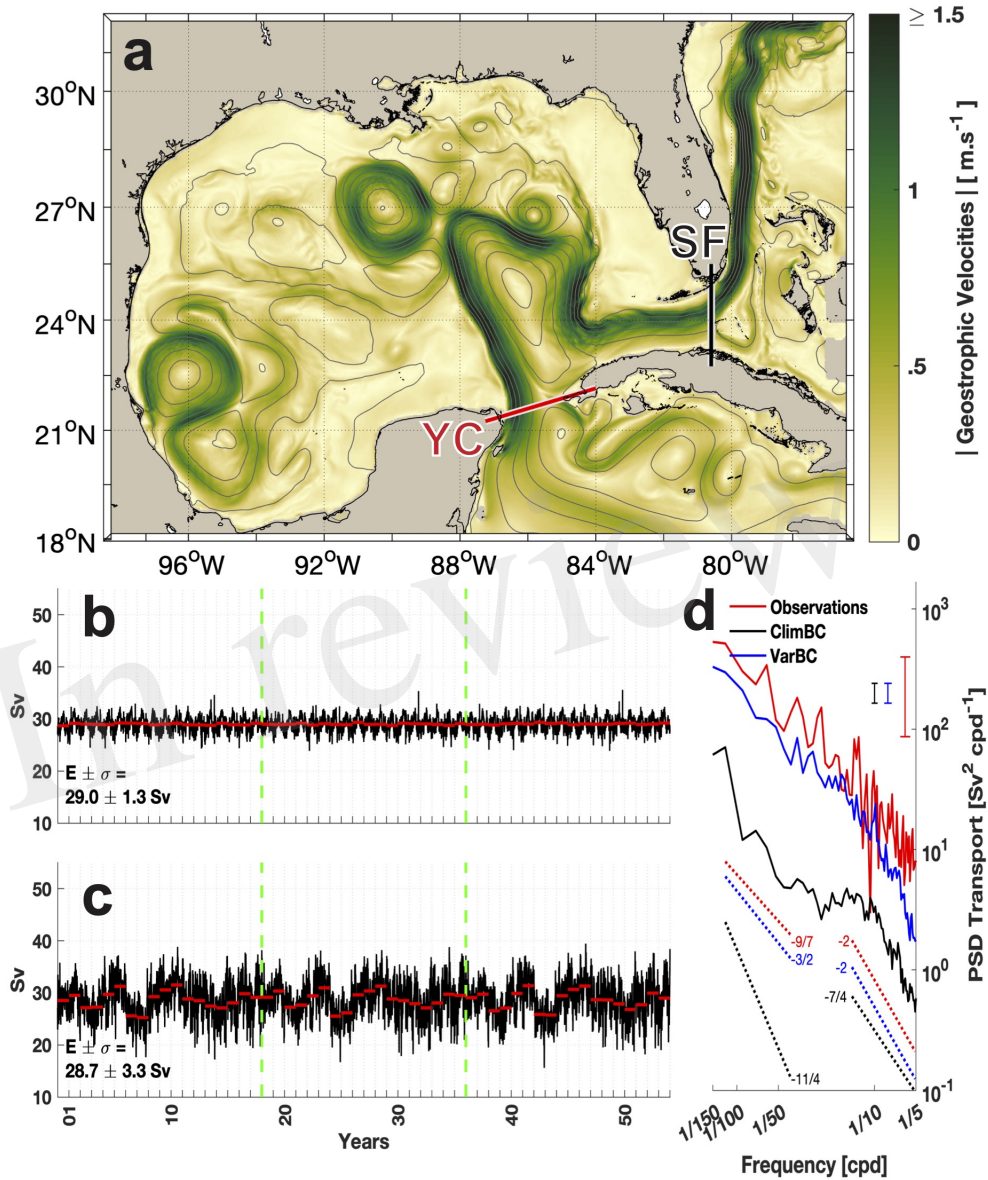 a
≥ 1.5
30°N
27°N
24°N
21°N
18°N
SF
YC
96°W
92°W
88°W
84°W
80°W
1
.5
0
| Geostrophic Velocities | [ m.s⁻¹ ]
In review
b
50
40
30
20
10
Sv
E ± σ =
29.0 ± 1.3 Sv
c
50
40
30
20
10
Sv
E ± σ =
28.7 ± 3.3 Sv
01
10
20
30
40
50
Years
d
Observations
ClimBC
VarBC
10³
10²
10¹
10⁰
10⁻¹
PSD Transport [Sv² cpd⁻¹]
-9/7
-3/2
-11/4
-2
-2
-7/4
1/150
1/100
1/50
1/10
1/5
Frequency [cpd]